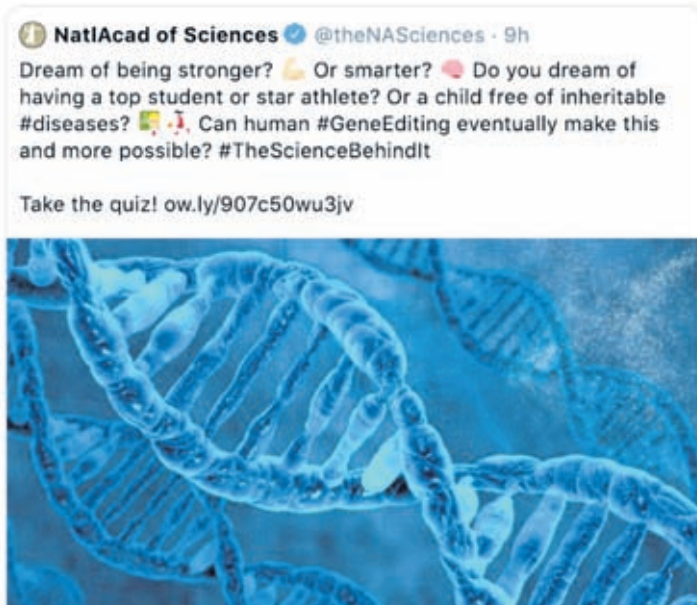 NatlAcad of Sciences @theNASciences · 9h
Dream of being stronger? 💪 Or smarter? 🧠 Do you dream of
having a top student or star athlete? Or a child free of inheritable
#diseases? Can human #GeneEditing eventually make this
and more possible? #TheScienceBehindIt
Take the quiz! ow.ly/907c50wu3jv